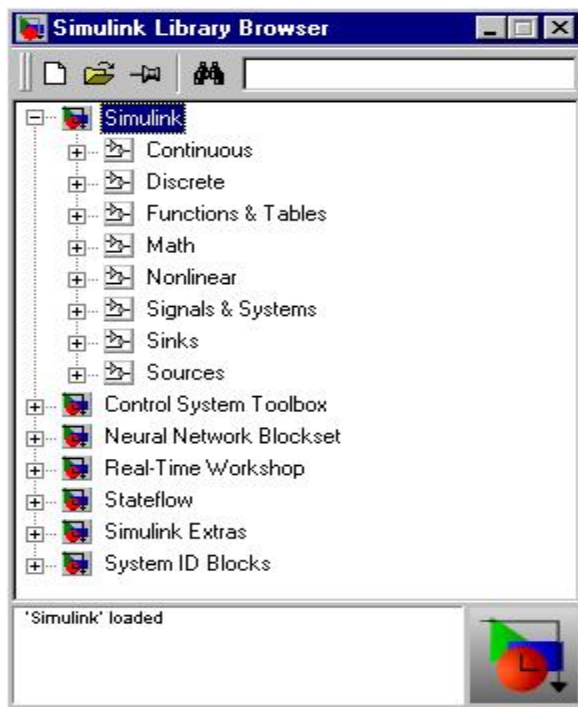 Simulink Library Browser
Simulink
Continuous
Discrete
Functions & Tables
Math
Nonlinear
Signals & Systems
Sinks
Sources
Control System Toolbox
Neural Network Blockset
Real-Time Workshop
Stateflow
Simulink Extras
System ID Blocks
'Simulink' loaded